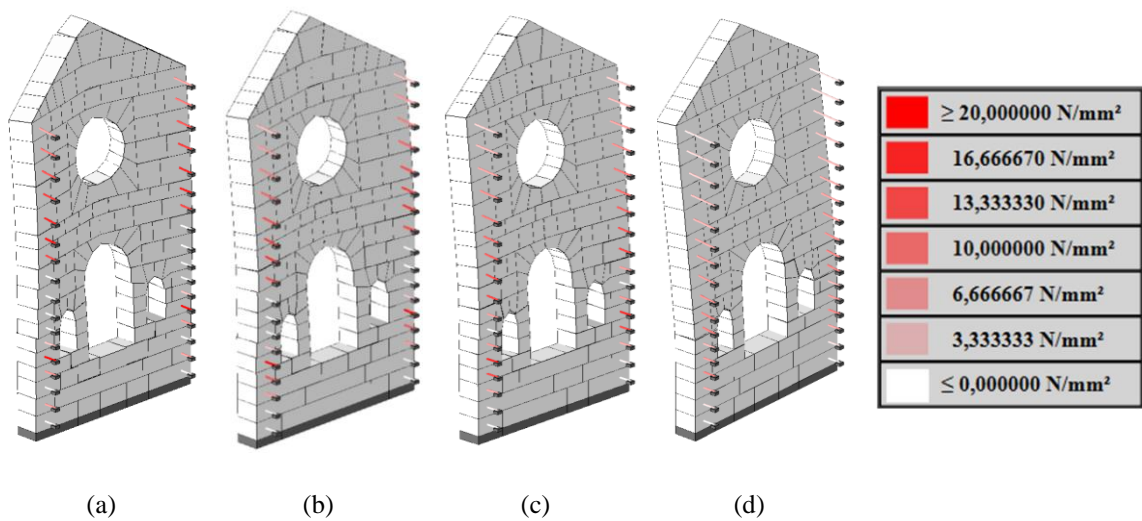 ≥ 20,000000 N/mm²
16,666670 N/mm²
13,333330 N/mm²
10,000000 N/mm²
6,666667 N/mm²
3,333333 N/mm²
≤ 0,000000 N/mm²
(a) (b) (c) (d)